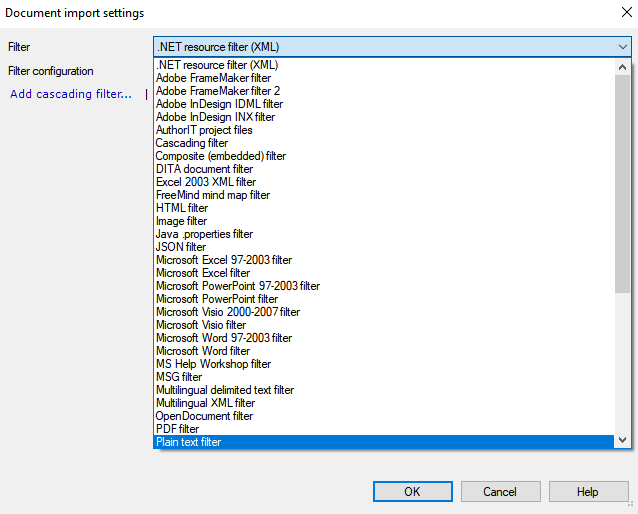 Document import settings
Filter
.NET resource filter (XML)
Filter configuration
Add cascading filter... |
.NET resource filter (XML)
Adobe FrameMaker filter
Adobe FrameMaker filter 2
Adobe InDesign IDML filter
Adobe InDesign INX filter
AuthorIT project files
Cascading filter
Composite (embedded) filter
DITA document filter
Excel 2003 XML filter
FreeMind mind map filter
HTML filter
Image filter
Java .properties filter
JSON filter
Microsoft Excel 97-2003 filter
Microsoft Excel filter
Microsoft PowerPoint 97-2003 filter
Microsoft PowerPoint filter
Microsoft Visio 2000-2007 filter
Microsoft Visio filter
Microsoft Word 97-2003 filter
Microsoft Word filter
MS Help Workshop filter
MSG filter
Multilingual delimited text filter
Multilingual XML filter
OpenDocument filter
PDF filter
Plain text filter
OK
Cancel
Help